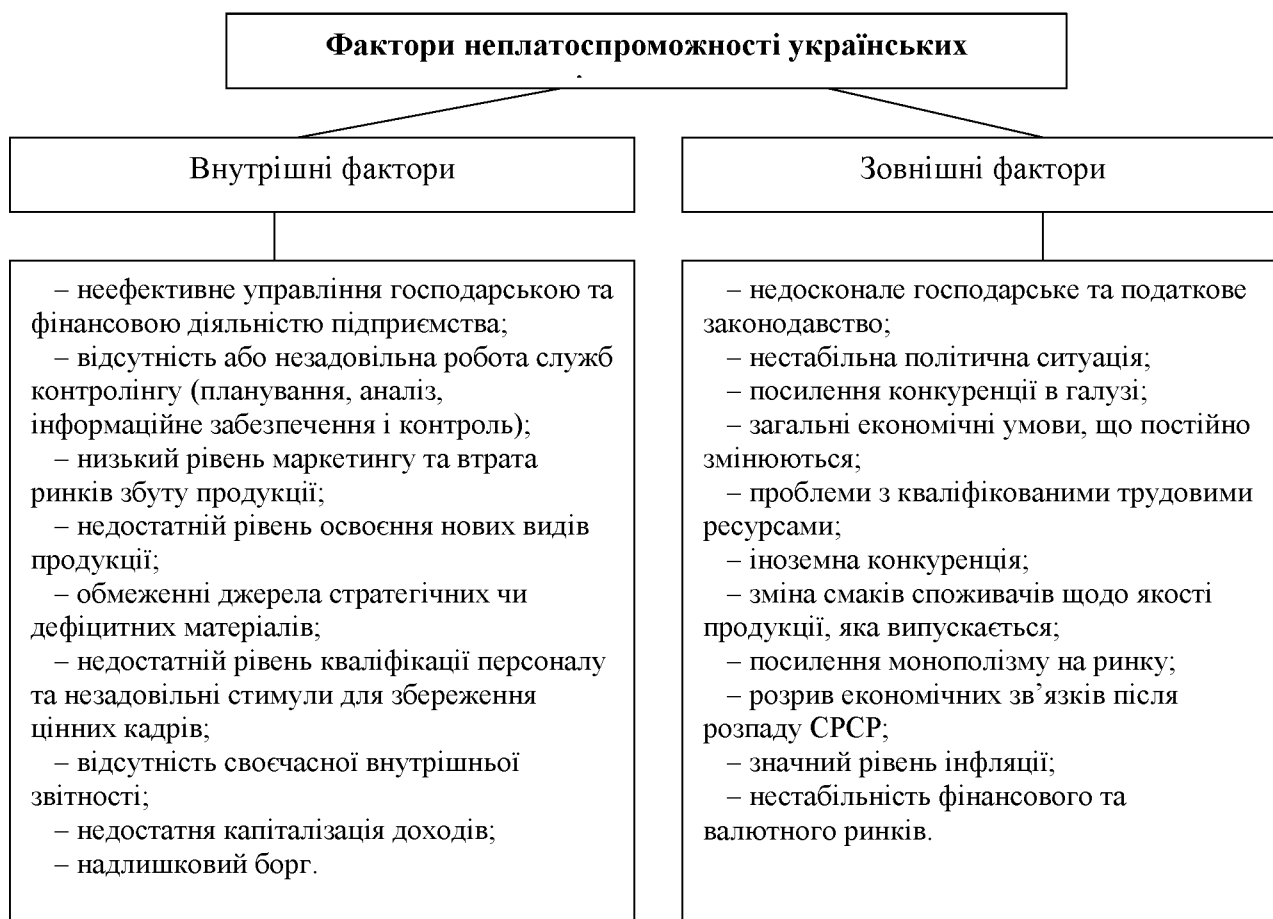 Фактори неплатоспроможності українських
Внутрішні фактори
– неефективне управління господарською та
фінансовою діяльністю підприємства;
– відсутність або незадовільна робота служб
контролінгу (планування, аналіз,
інформаційне забезпечення і контроль);
– низький рівень маркетингу та втрата
ринків збуту продукції;
– недостатній рівень освоєння нових видів
продукції;
– обмеженні джерела стратегічних чи
дефіцитних матеріалів;
– недостатній рівень кваліфікації персоналу
та незадовільні стимули для збереження
цінних кадрів;
– відсутність своєчасної внутрішньої
звітності;
– недостатня капіталізація доходів;
– надлишковий борг.
Зовнішні фактори
– недосконале господарське та податкове
законодавство;
– нестабільна політична ситуація;
– посилення конкуренції в галузі;
– загальні економічні умови, що постійно
змінюються;
– проблеми з кваліфікованими трудовими
ресурсами;
– іноземна конкуренція;
– зміна смаків споживачів щодо якості
продукції, яка випускається;
– посилення монополізму на ринку;
– розрив економічних зв’язків після
розпаду СРСР;
– значний рівень інфляції;
– нестабільність фінансового та
валютного ринків.